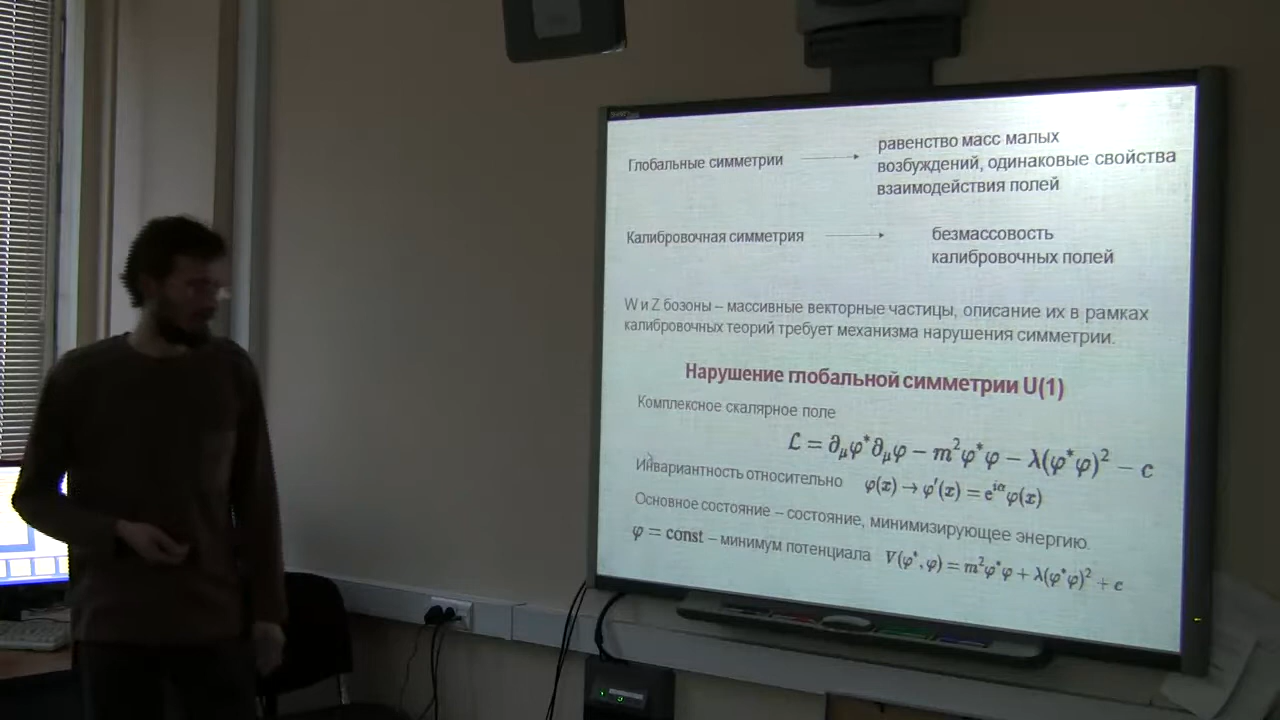 Глобальные симметрии
равенство масс малых
возбуждений, одинаковые свойства
взаимодействия полей
Калибровочная симметрия
безмассовость
калибровочных полей
W и Z бозоны – массивные векторные частицы, описание их в рамках
калибровочных теорий требует механизма нарушения симметрии.
Нарушение глобальной симметрии U(1)
Комплексное скалярное поле
ℒ = ∂_μφ*∂_μφ − m²φ*φ − λ(φ*φ)² − c
Инвариантность относительно φ(x) → φ′(x) = e^{iα}φ(x)
Основное состояние – состояние, минимизирующее энергию.
φ = const – минимум потенциала V(φ*, φ) = m²φ*φ + λ(φ*φ)² + c